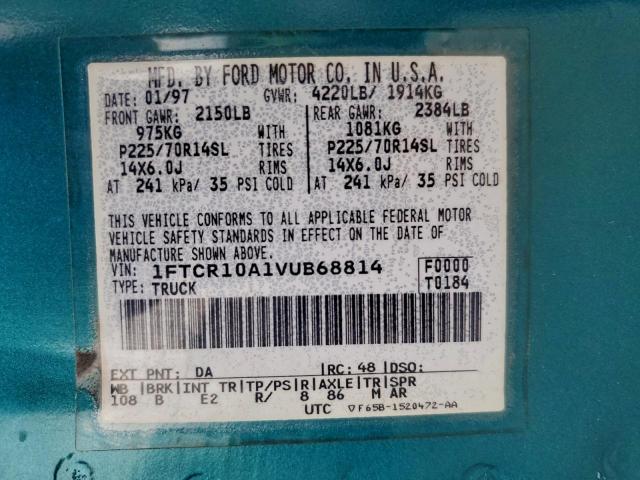 MFD. BY FORD MOTOR CO. IN U.S.A.
DATE: 01/97 GVWR: 4220LB/ 1914KG
FRONT GAWR: 2150LB REAR GAWR: 2384LB
975KG WITH 1081KG WITH
P225/70R14SL TIRES P225/70R14SL TIRES
14X6.0J RIMS 14X6.0J RIMS
AT 241 kPa/ 35 PSI COLD AT 241 kPa/ 35 PSI COLD
THIS VEHICLE CONFORMS TO ALL APPLICABLE FEDERAL MOTOR
VEHICLE SAFETY STANDARDS IN EFFECT ON THE DATE OF
MANUFACTURE SHOWN ABOVE.
VIN: 1FTCR10A1VUB68814 F0000
TYPE: TRUCK T0184
EXT PNT: DA RC: 48 DSO:
WB BRK INT TR TP/PS R AXLE TR SPR
108 B E2 R/ 8 86 M AR
UTC ▽F65B-1520472-AA